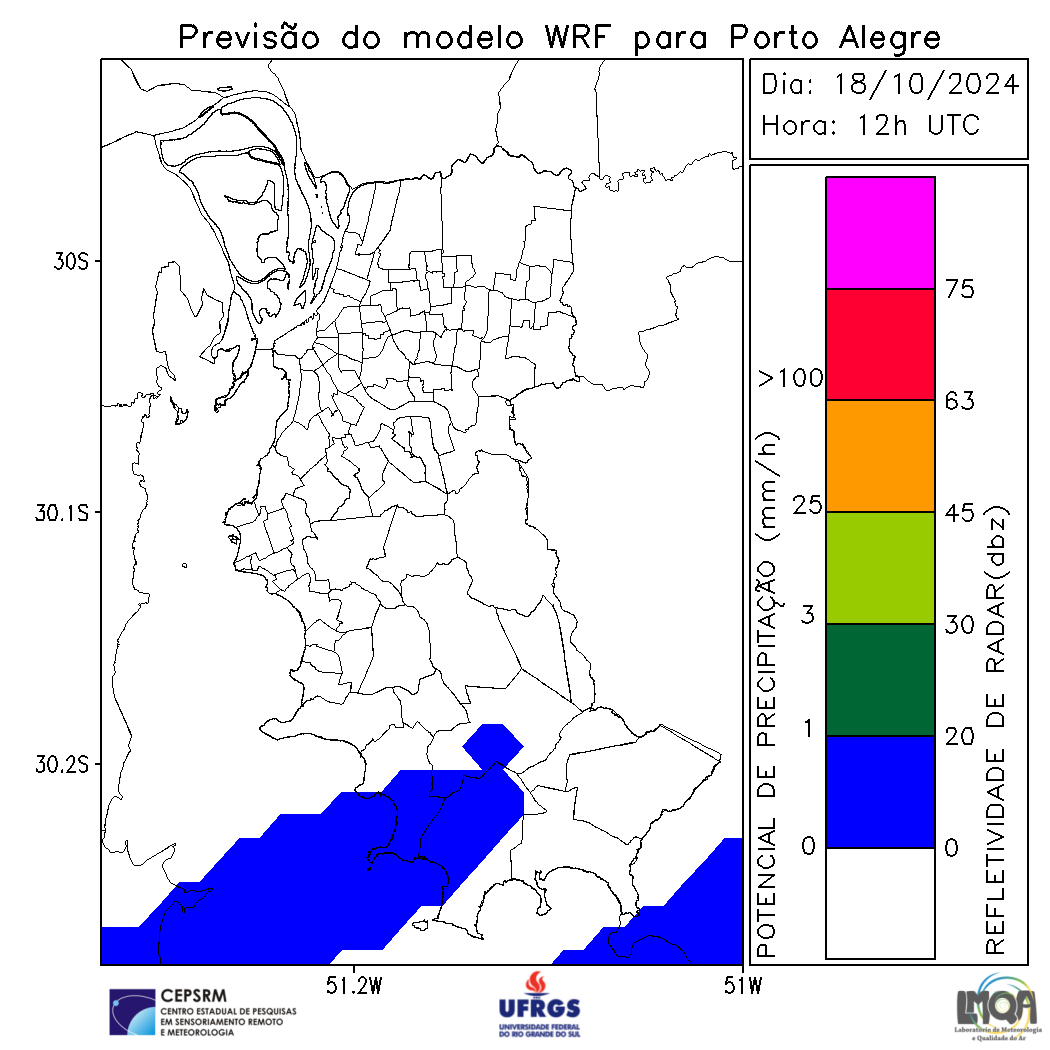 Previsão do modelo WRF para Porto Alegre
Dia: 18/10/2024
Hora: 12h UTC
30S
30.1S
30.2S
51.2W
51W
POTENCIAL DE PRECIPITAÇÃO (mm/h)
>100
25
3
1
0
75
63
45
30
20
0
REFLETIVIDADE DE RADAR(dbz)
CEPSRM
CENTRO ESTADUAL DE PESQUISAS
EM SENSORIAMENTO REMOTO
E METEOROLOGIA
UFRGS
UNIVERSIDADE FEDERAL
DO RIO GRANDE DO SUL
LMQA
Laboratório de Meteorologia
e Qualidade do Ar